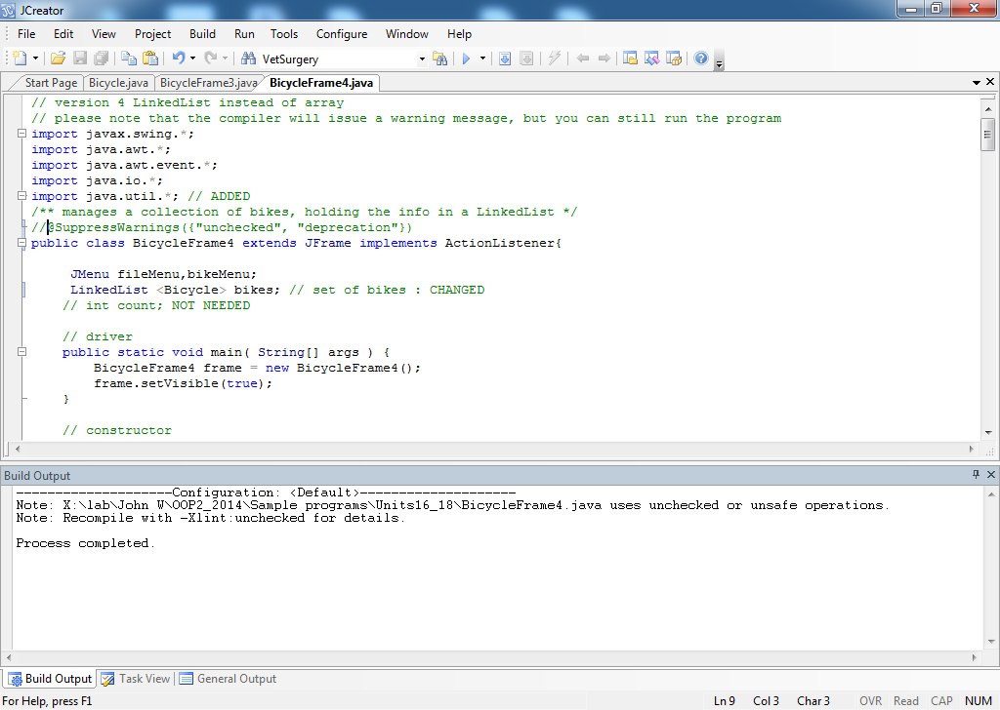 JCreator
File Edit View Project Build Run Tools Configure Window Help
VetSurgery
Start Page Bicycle.java BicycleFrame3.java BicycleFrame4.java
// version 4 LinkedList instead of array
// please note that the compiler will issue a warning message, but you can still run the program
import javax.swing.*;
import java.awt.*;
import java.awt.event.*;
import java.io.*;
import java.util.*; // ADDED
/** manages a collection of bikes, holding the info in a LinkedList */
//@SuppressWarnings({"unchecked", "deprecation"})
public class BicycleFrame4 extends JFrame implements ActionListener{
JMenu fileMenu,bikeMenu;
LinkedList <Bicycle> bikes; // set of bikes : CHANGED
// int count; NOT NEEDED
// driver
public static void main( String[] args ) {
BicycleFrame4 frame = new BicycleFrame4();
frame.setVisible(true);
}
// constructor
Build Output
--------------------Configuration: <Default>--------------------
Note: X:\lab\John W\OOP2_2014\Sample programs\Units16_18\BicycleFrame4.java uses unchecked or unsafe operations.
Note: Recompile with -Xlint:unchecked for details.
Process completed.
Build Output Task View General Output
For Help, press F1 Ln 9 Col 3 Char 3 OVR Read CAP NUM